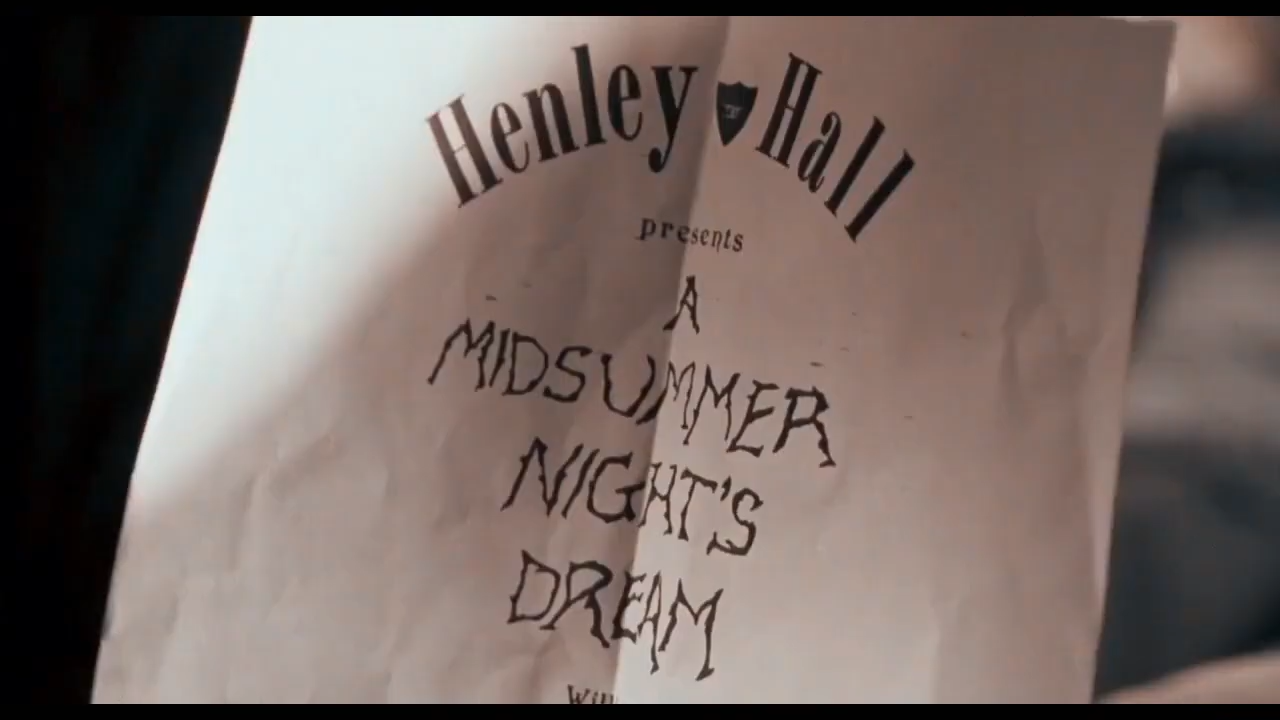 Henley Hall
presents
A
MIDSUMMER
NIGHT'S
DREAM